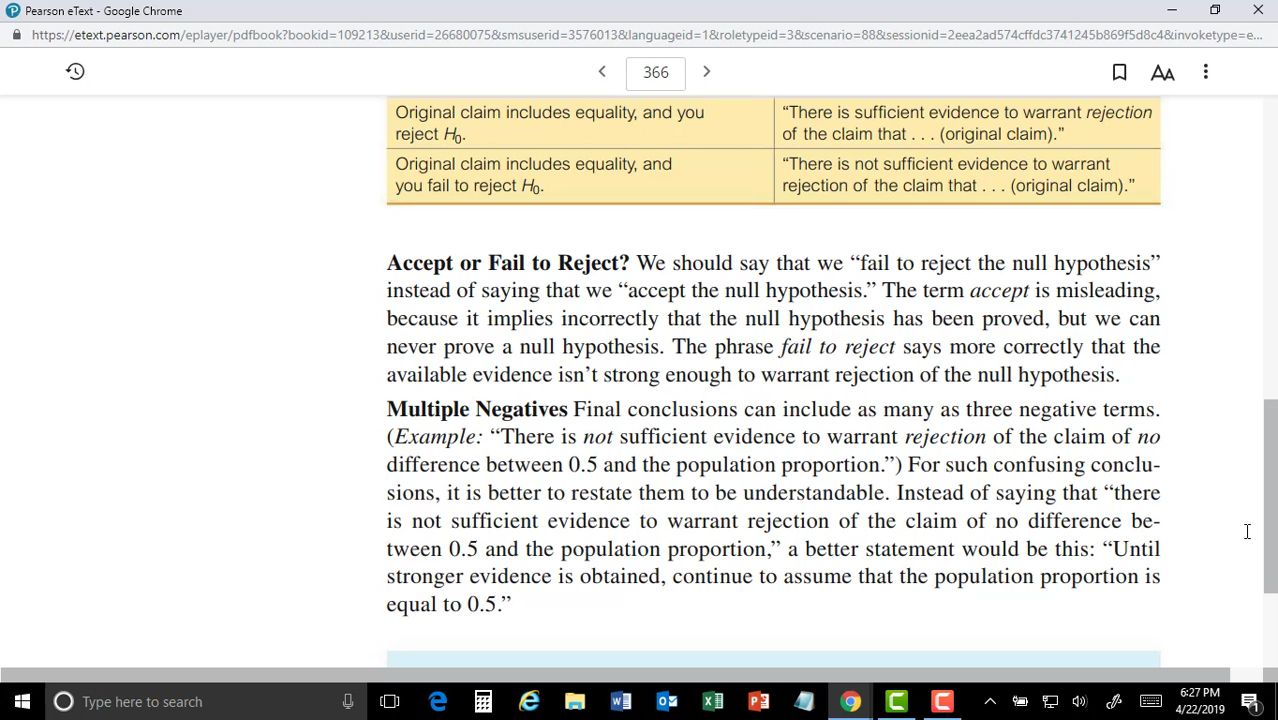 Pearson eText - Google Chrome
https://etext.pearson.com/eplayer/pdfbook?bookid=109213&userid=26680075&smsuserid=35760138&languageid=1&roletypeid=3&scenario=88&sessionid=2eea2ad574cffdc3741245b869f5d8c4&invoketype=e...
366
AA
Original claim includes equality, and you
reject H₀.
“There is sufficient evidence to warrant rejection
of the claim that . . . (original claim).”
Original claim includes equality, and
you fail to reject H₀.
“There is not sufficient evidence to warrant
rejection of the claim that . . . (original claim).”
Accept or Fail to Reject? We should say that we “fail to reject the null hypothesis”
instead of saying that we “accept the null hypothesis.” The term accept is misleading,
because it implies incorrectly that the null hypothesis has been proved, but we can
never prove a null hypothesis. The phrase fail to reject says more correctly that the
available evidence isn’t strong enough to warrant rejection of the null hypothesis.
Multiple Negatives Final conclusions can include as many as three negative terms.
(Example: “There is not sufficient evidence to warrant rejection of the claim of no
difference between 0.5 and the population proportion.”) For such confusing conclu-
sions, it is better to restate them to be understandable. Instead of saying that “there
is not sufficient evidence to warrant rejection of the claim of no difference be-
tween 0.5 and the population proportion,” a better statement would be this: “Until
stronger evidence is obtained, continue to assume that the population proportion is
equal to 0.5.”
Type here to search
6:27 PM
4/22/2019
1